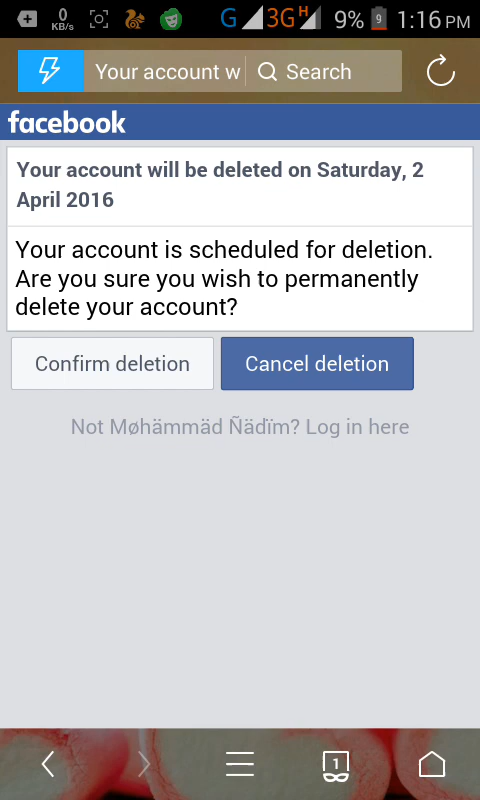 0
KB/s
G
3G H
9%
9
1:16 PM
Your account w
Search
facebook
Your account will be deleted on Saturday, 2
April 2016
Your account is scheduled for deletion.
Are you sure you wish to permanently
delete your account?
Confirm deletion
Cancel deletion
Not Møhämmäd Ñädïm? Log in here
1